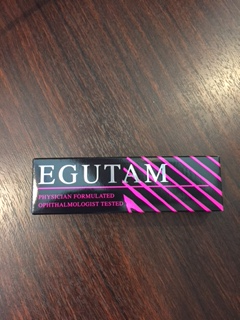 EGUTAM
PHYSICIAN FORMULATED
OPHTHALMOLOGIST TESTED